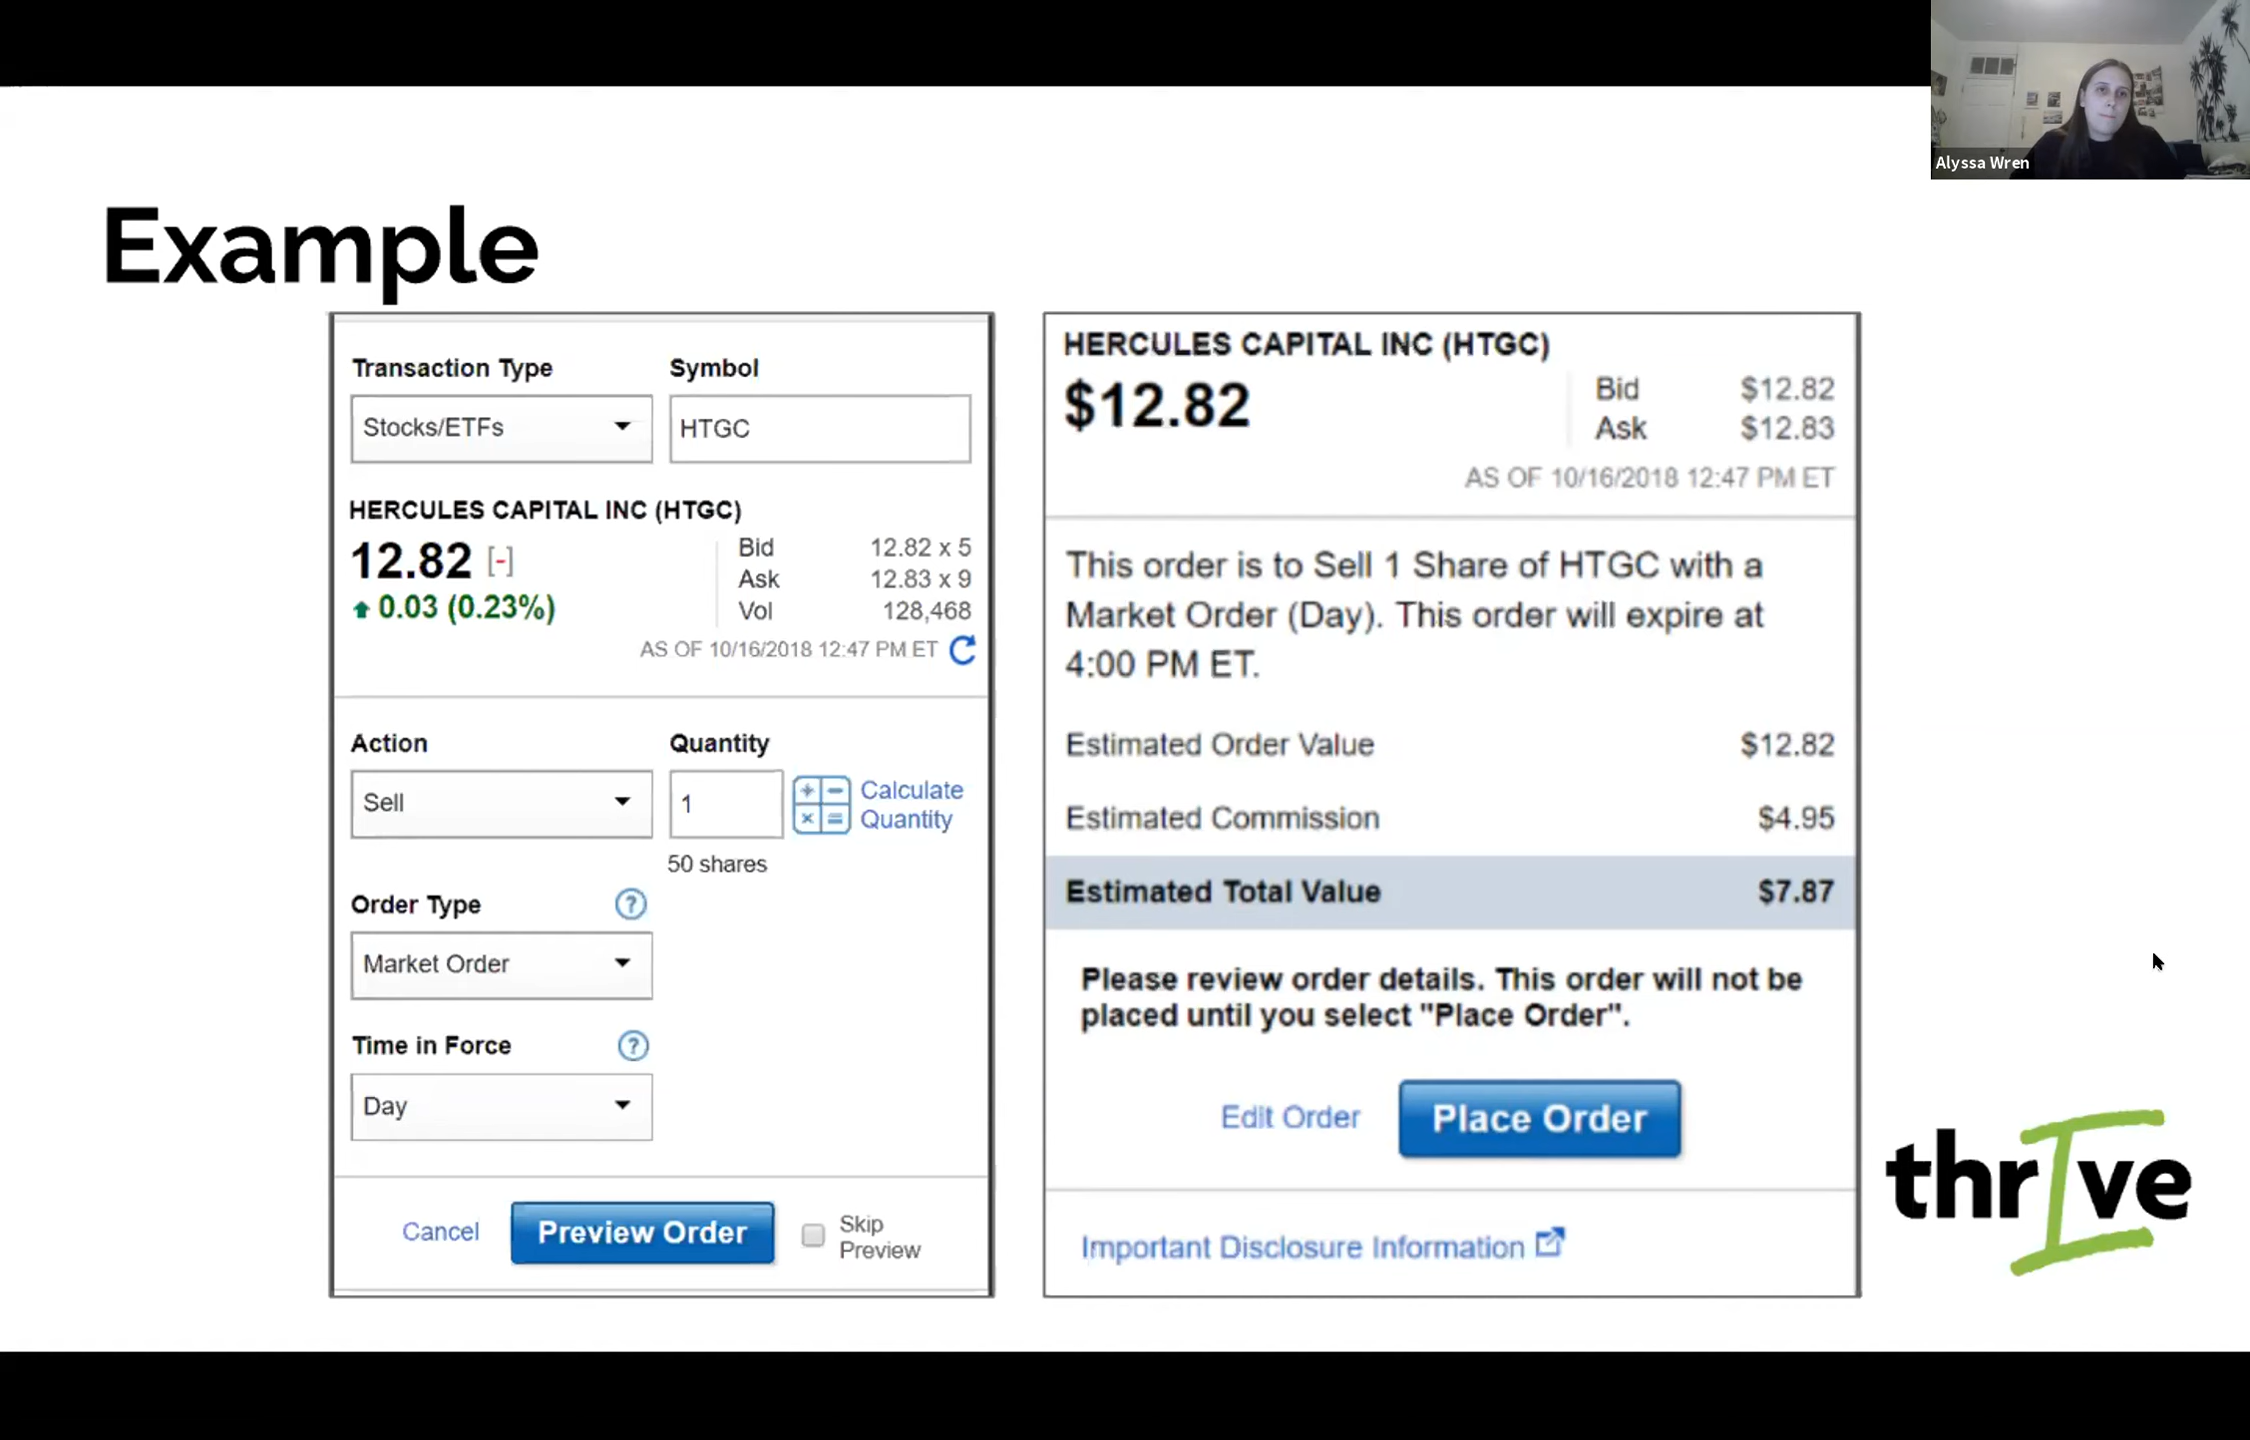 Alyssa Wren
Example
Transaction Type
Symbol
Stocks/ETFs
HTGC
HERCULES CAPITAL INC (HTGC)
12.82 [-]
0.03 (0.23%)
Bid 12.82 x 5
Ask 12.83 x 9
Vol 128,468
AS OF 10/16/2018 12:47 PM ET
Action
Quantity
Sell
1
Calculate
Quantity
50 shares
Order Type
?
Market Order
Time in Force
?
Day
Cancel
Preview Order
Skip
Preview
HERCULES CAPITAL INC (HTGC)
$12.82
Bid $12.82
Ask $12.83
AS OF 10/16/2018 12:47 PM ET
This order is to Sell 1 Share of HTGC with a
Market Order (Day). This order will expire at
4:00 PM ET.
Estimated Order Value $12.82
Estimated Commission $4.95
Estimated Total Value $7.87
Please review order details. This order will not be
placed until you select "Place Order".
Edit Order
Place Order
Important Disclosure Information
thrIve